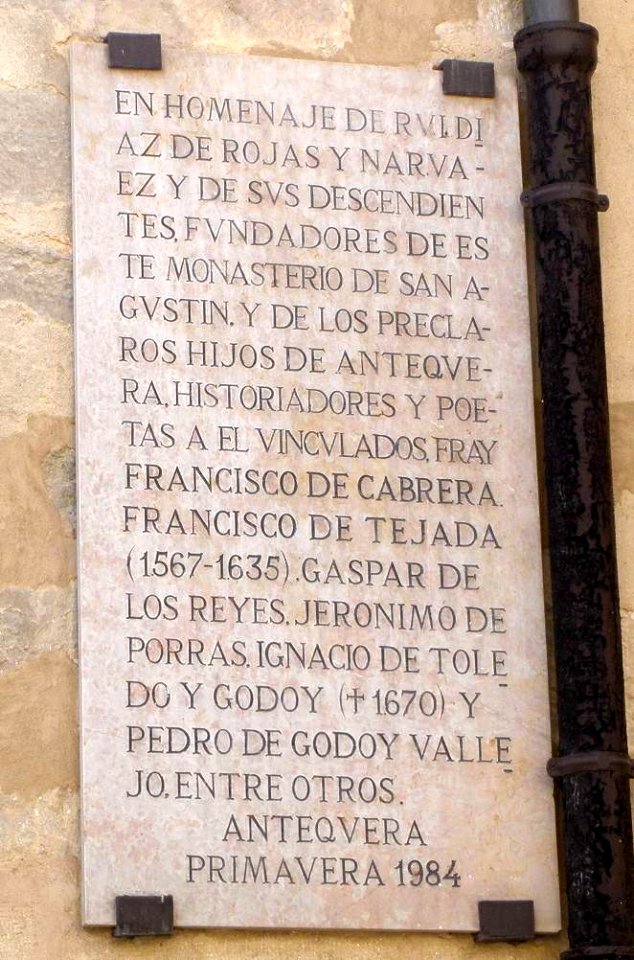 EN HOMENAJE DE RVI.DI
AZ DE ROJAS Y NARVA-
EZ Y DE SVS DESCENDIEN
TES, FVNDADORES DE ES
TE MONASTERIO DE SAN A-
GVSTIN, Y DE LOS PRECLA-
ROS HIJOS DE ANTEQVE-
RA, HISTORIADORES Y POE-
TAS A EL VINCVLADOS, FRAY
FRANCISCO DE CABRERA,
FRANCISCO DE TEJADA
(1567-1635), GASPAR DE
LOS REYES, JERONIMO DE
PORRAS, IGNACIO DE TOLE
DO Y GODOY (✝1670) Y
PEDRO DE GODOY VALLE
JO, ENTRE OTROS.
ANTEQVERA
PRIMAVERA 1984